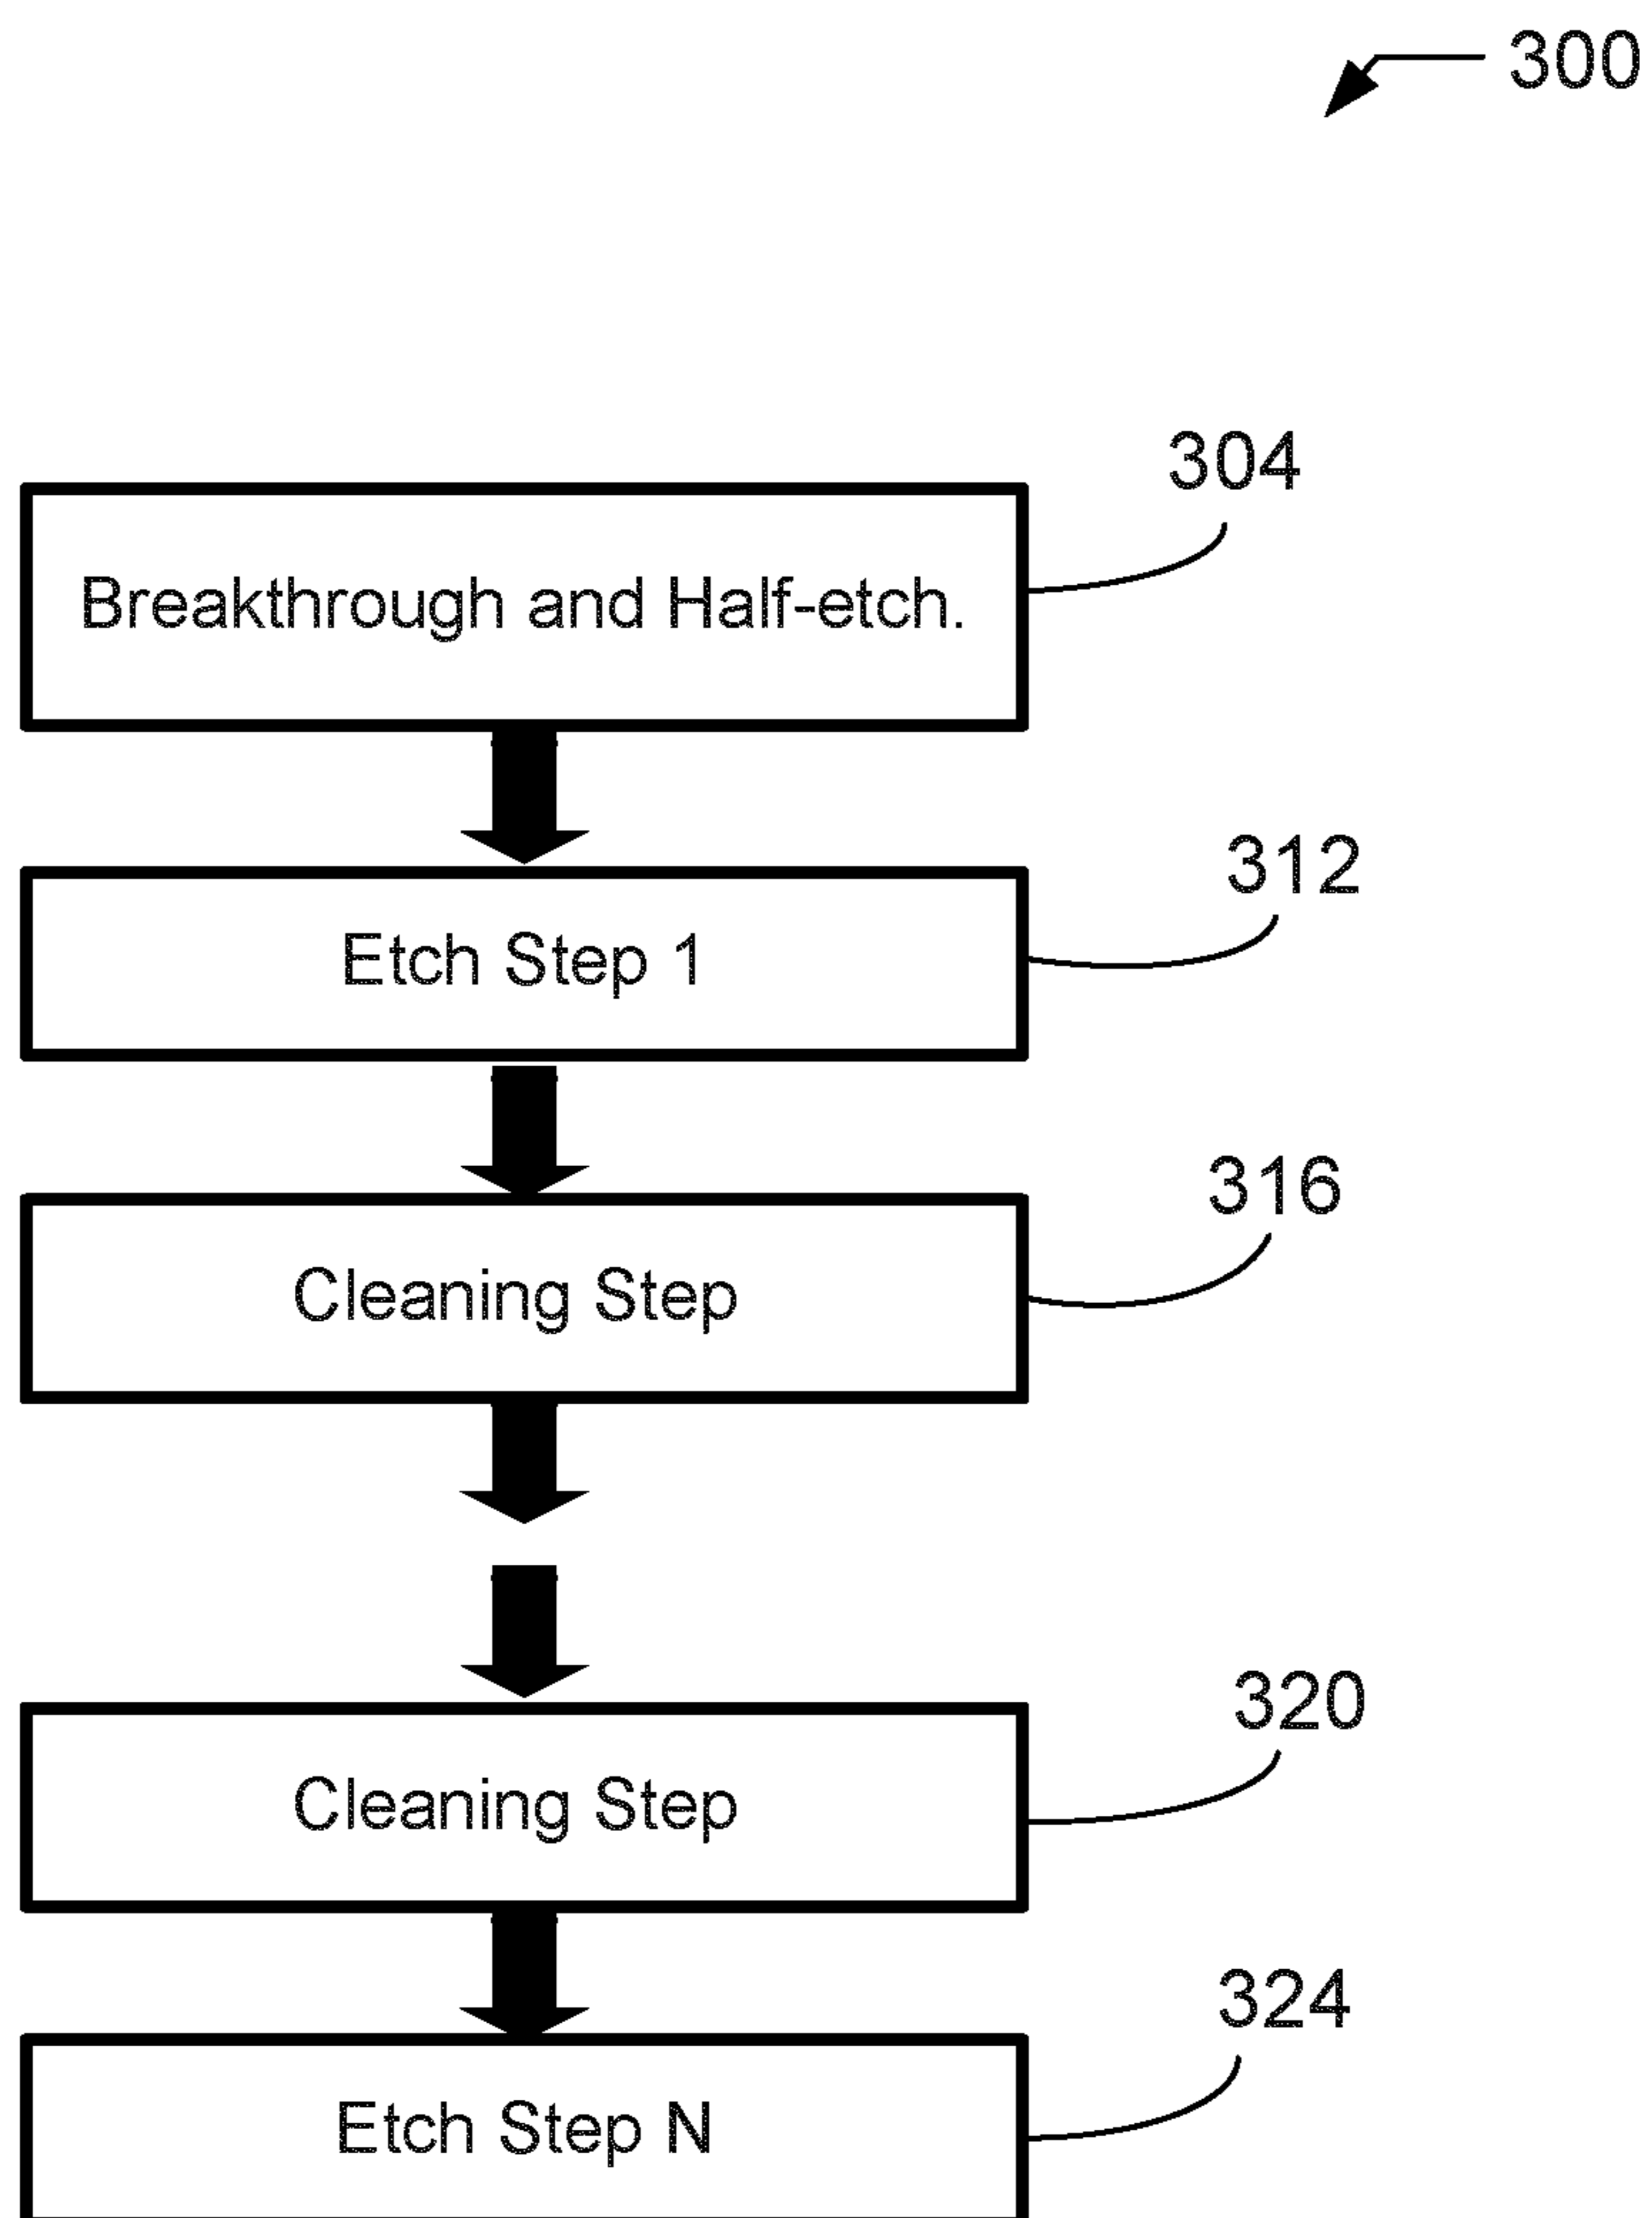 300
304
Breakthrough and Half-etch.
312
Etch Step 1
316
Cleaning Step
320
Cleaning Step
324
Etch Step N